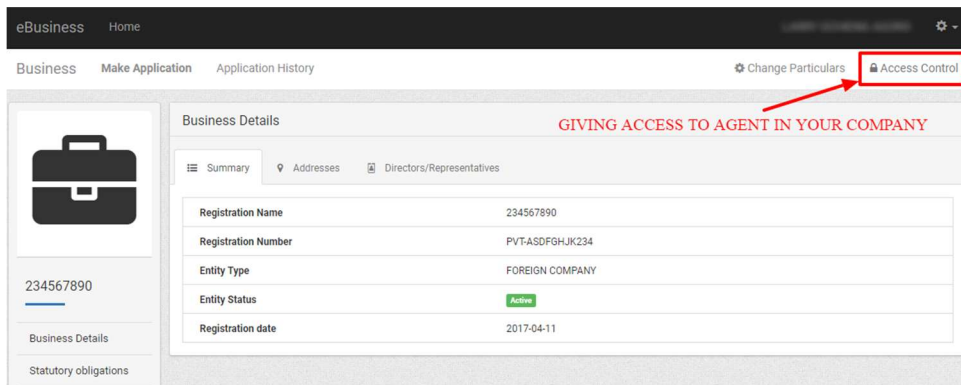 eBusiness Home
Business Make Application Application History Change Particulars Access Control
Business Details
GIVING ACCESS TO AGENT IN YOUR COMPANY
Summary Addresses Directors/Representatives
Registration Name 234567890
Registration Number PVT-ASDFGHJK234
Entity Type FOREIGN COMPANY
Entity Status Active
Registration date 2017-04-11
234567890
Business Details
Statutory obligations